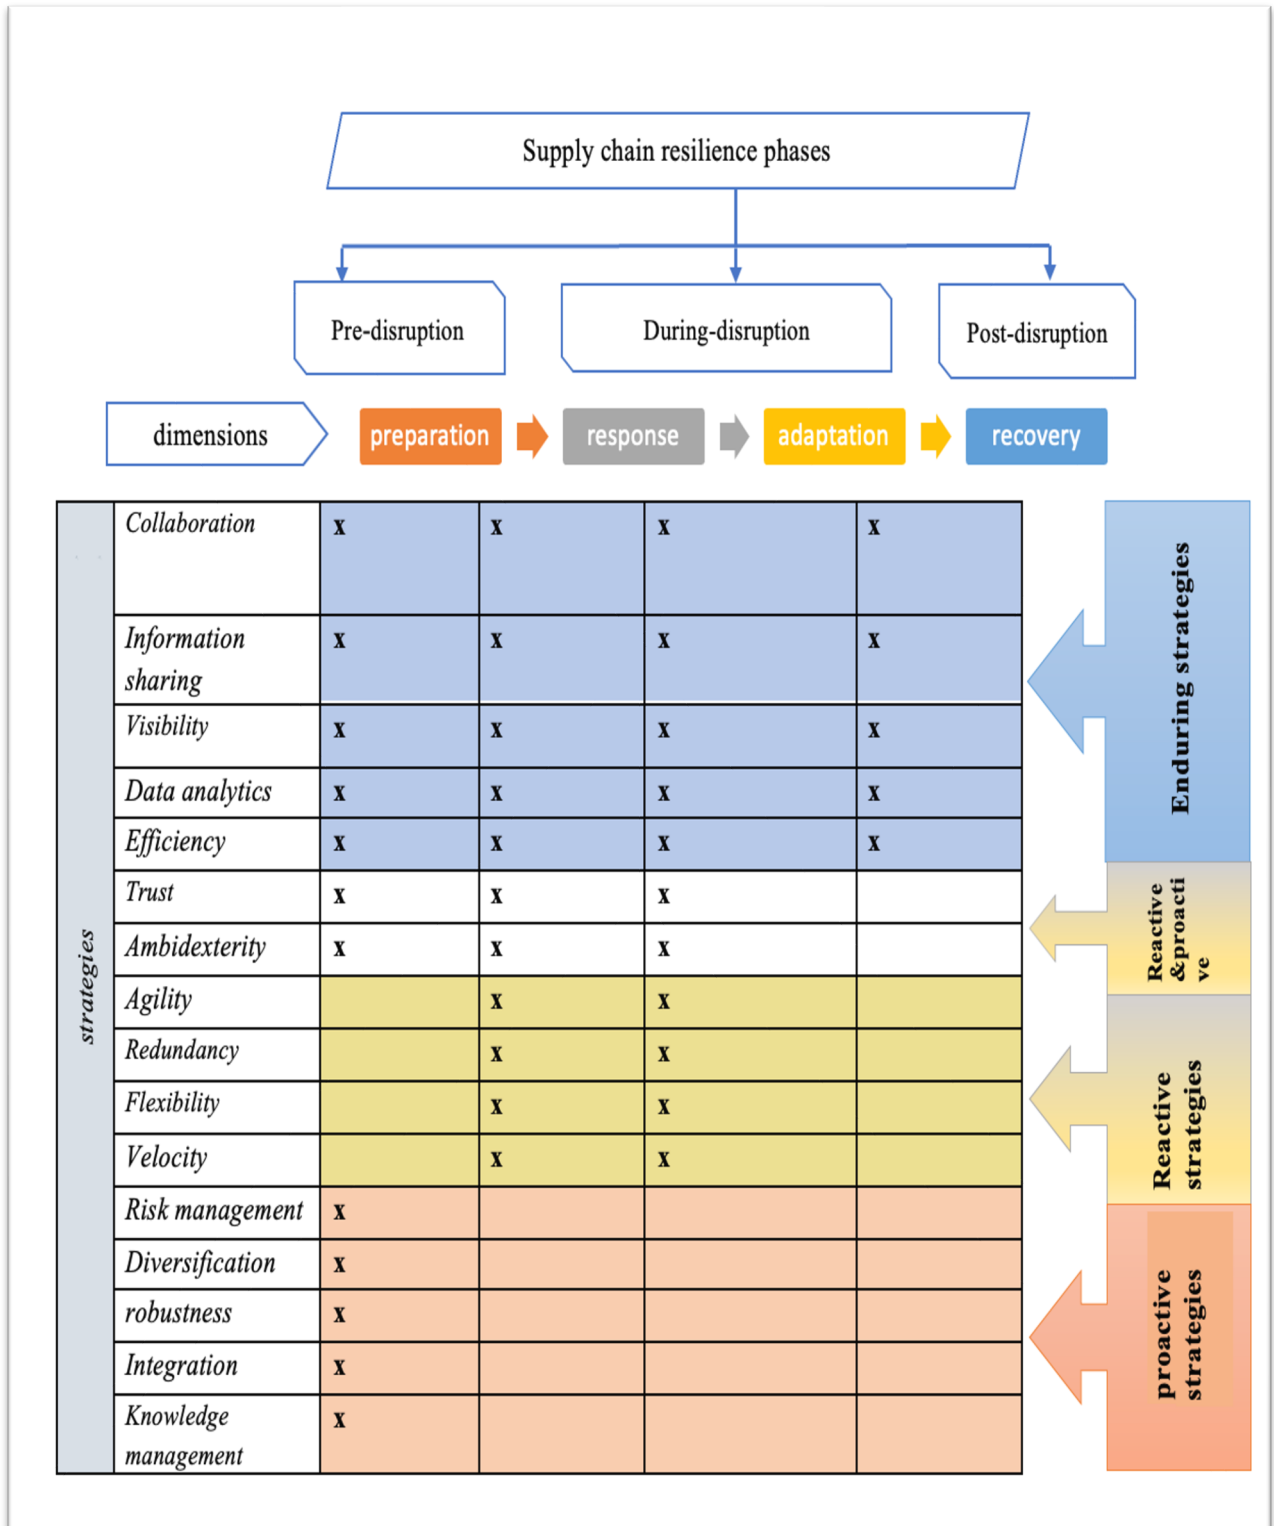 Supply chain resilience phases
Pre-disruption
During-disruption
Post-disruption
dimensions
preparation
response
adaptation
recovery
strategies
Collaboration x x x x
Information
sharing x x x x
Visibility x x x x
Data analytics x x x x
Efficiency x x x x
Trust x x x
Ambidexterity x x x
Agility x x
Redundancy x x
Flexibility x x
Velocity x x
Risk management x
Diversification x
robustness x
Integration x
Knowledge
management x
Enduring strategies
Reactive
&proacti
ve
Reactive
strategies
proactive
strategies